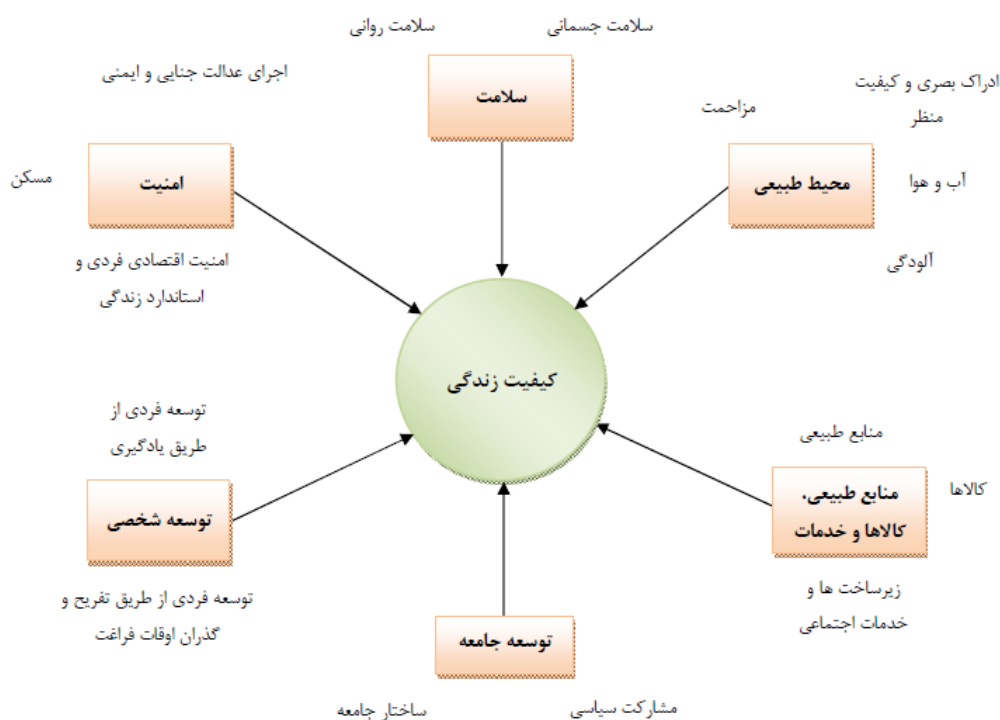 سلامت جسمانی
سلامت روانی
سلامت
اجرای عدالت جنایی و ایمنی
ادراک بصری و کیفیت
منظر
مزاحمت
محیط طبیعی
آب و هوا
آلودگی
امنیت
مسکن
امنیت اقتصادی فردی و
استاندارد زندگی
کیفیت زندگی
توسعه فردی از
طریق یادگیری
توسعه شخصی
توسعه فردی از طریق تفریح و
گذران اوقات فراغت
منابع طبیعی
کالاها
منابع طبیعی،
کالاها و خدمات
زیرساخت ها و
خدمات اجتماعی
توسعه جامعه
مشارکت سیاسی
ساختار جامعه